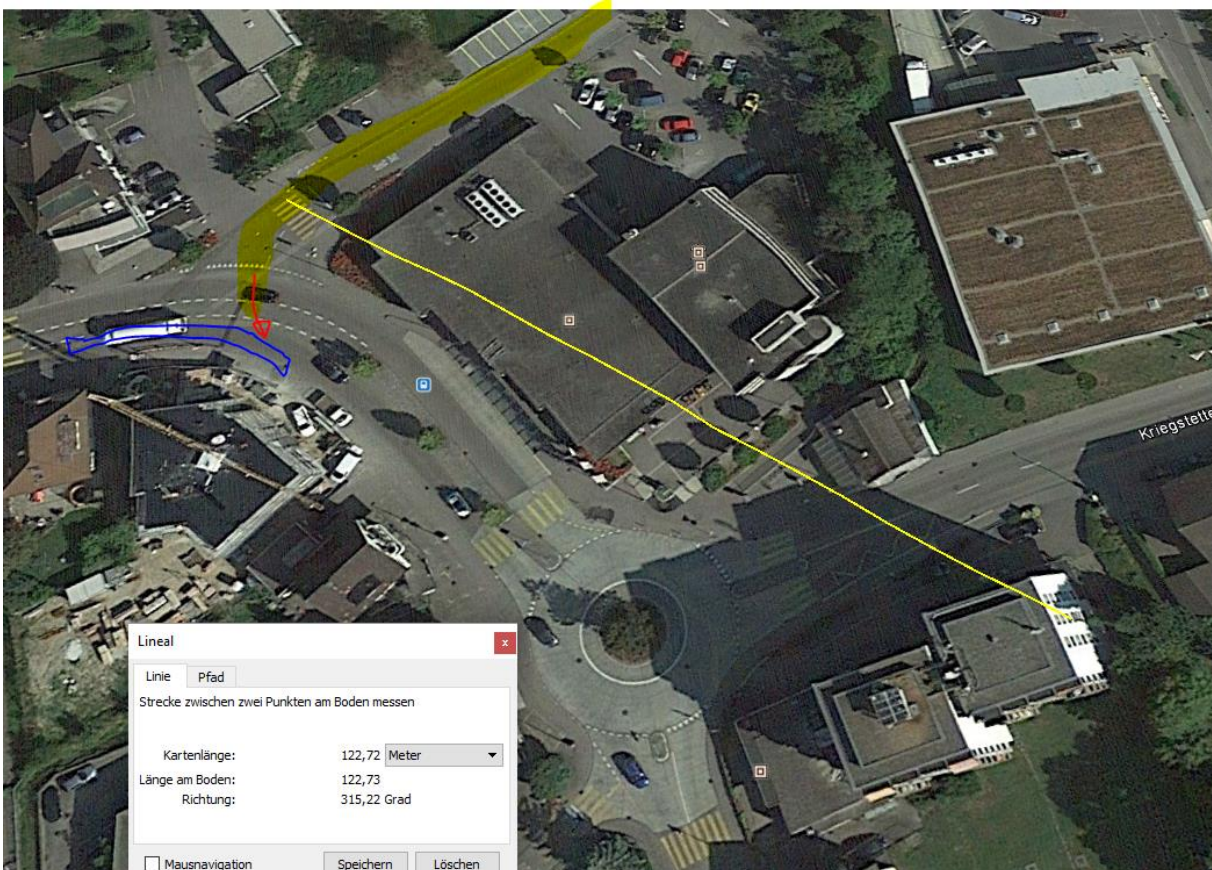 Kriegstette
Lineal
x
Linie Pfad
Strecke zwischen zwei Punkten am Boden messen
Kartenlänge: 122,72 Meter
Länge am Boden: 122,73
Richtung: 315,22 Grad
Mausnavigation Speichern Löschen